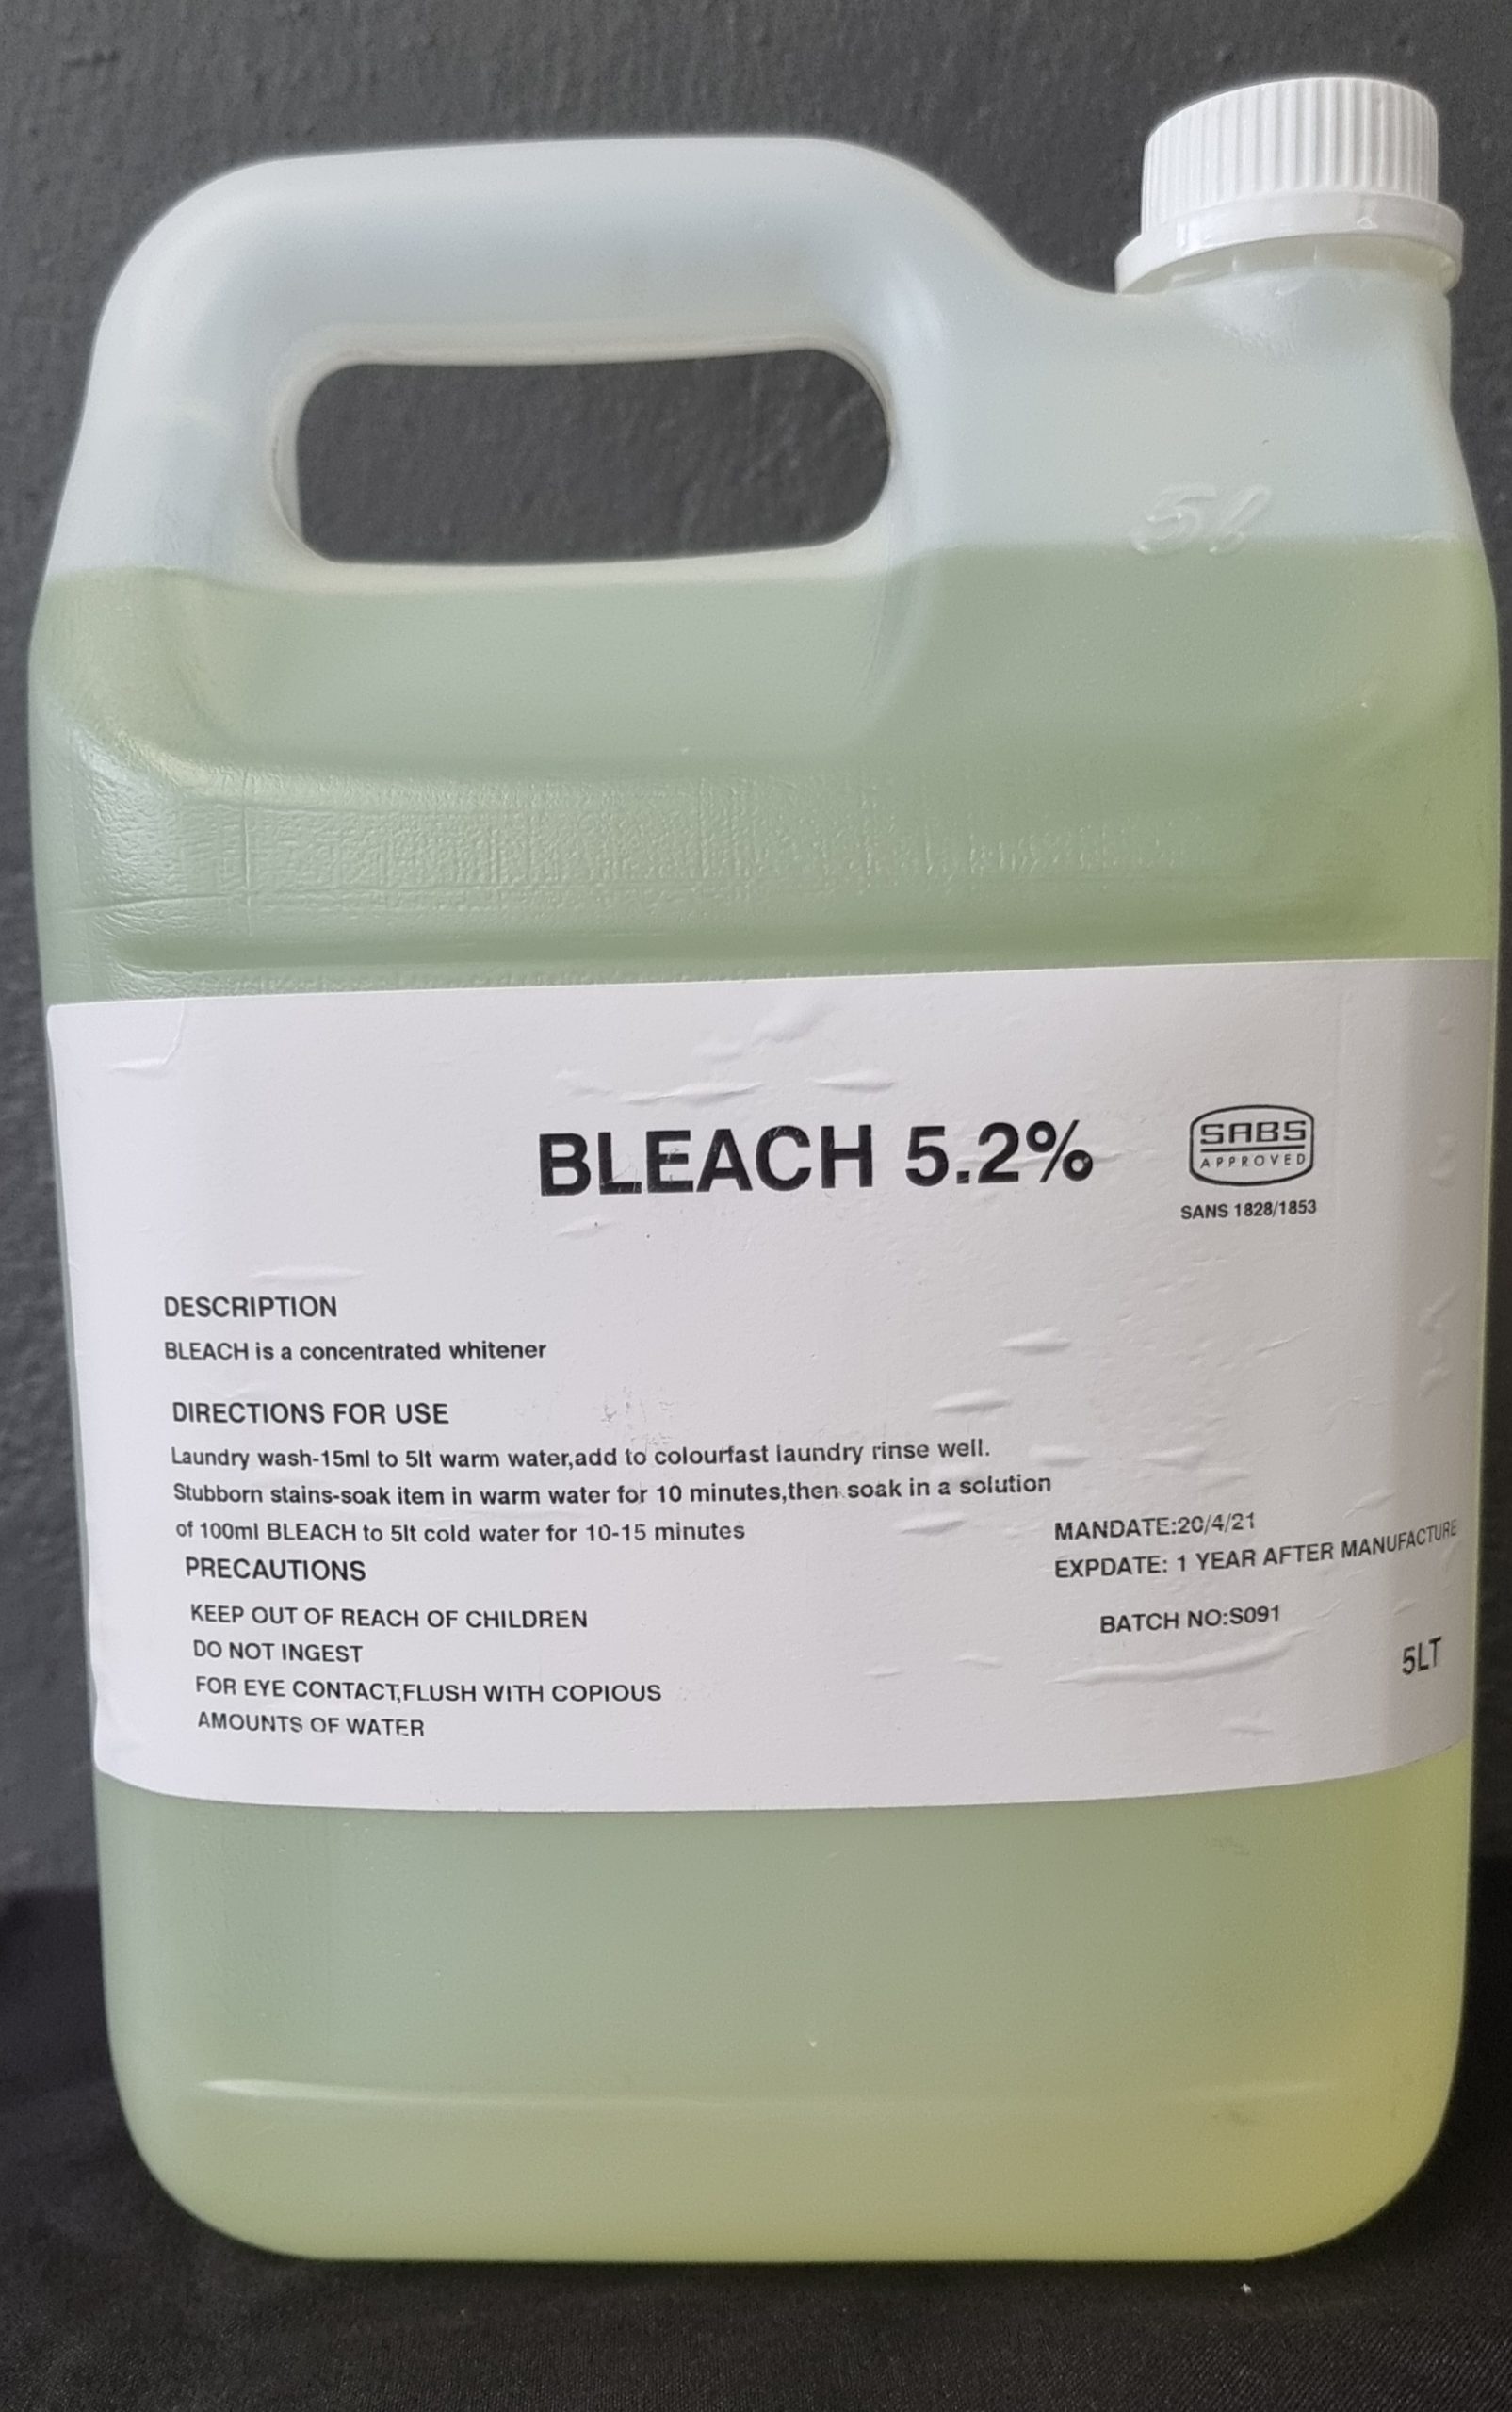 5l
BLEACH 5.2%
SABS
APPROVED
SANS 1828/1853
DESCRIPTION
BLEACH is a concentrated whitener
DIRECTIONS FOR USE
Laundry wash-15ml to 5lt warm water,add to colourfast laundry rinse well.
Stubborn stains-soak item in warm water for 10 minutes,then soak in a solution
of 100ml BLEACH to 5lt cold water for 10-15 minutes
PRECAUTIONS
KEEP OUT OF REACH OF CHILDREN
DO NOT INGEST
FOR EYE CONTACT,FLUSH WITH COPIOUS
AMOUNTS OF WATER
MANDATE:20/4/21
EXPDATE: 1 YEAR AFTER MANUFACTURE
BATCH NO:S091
5LT